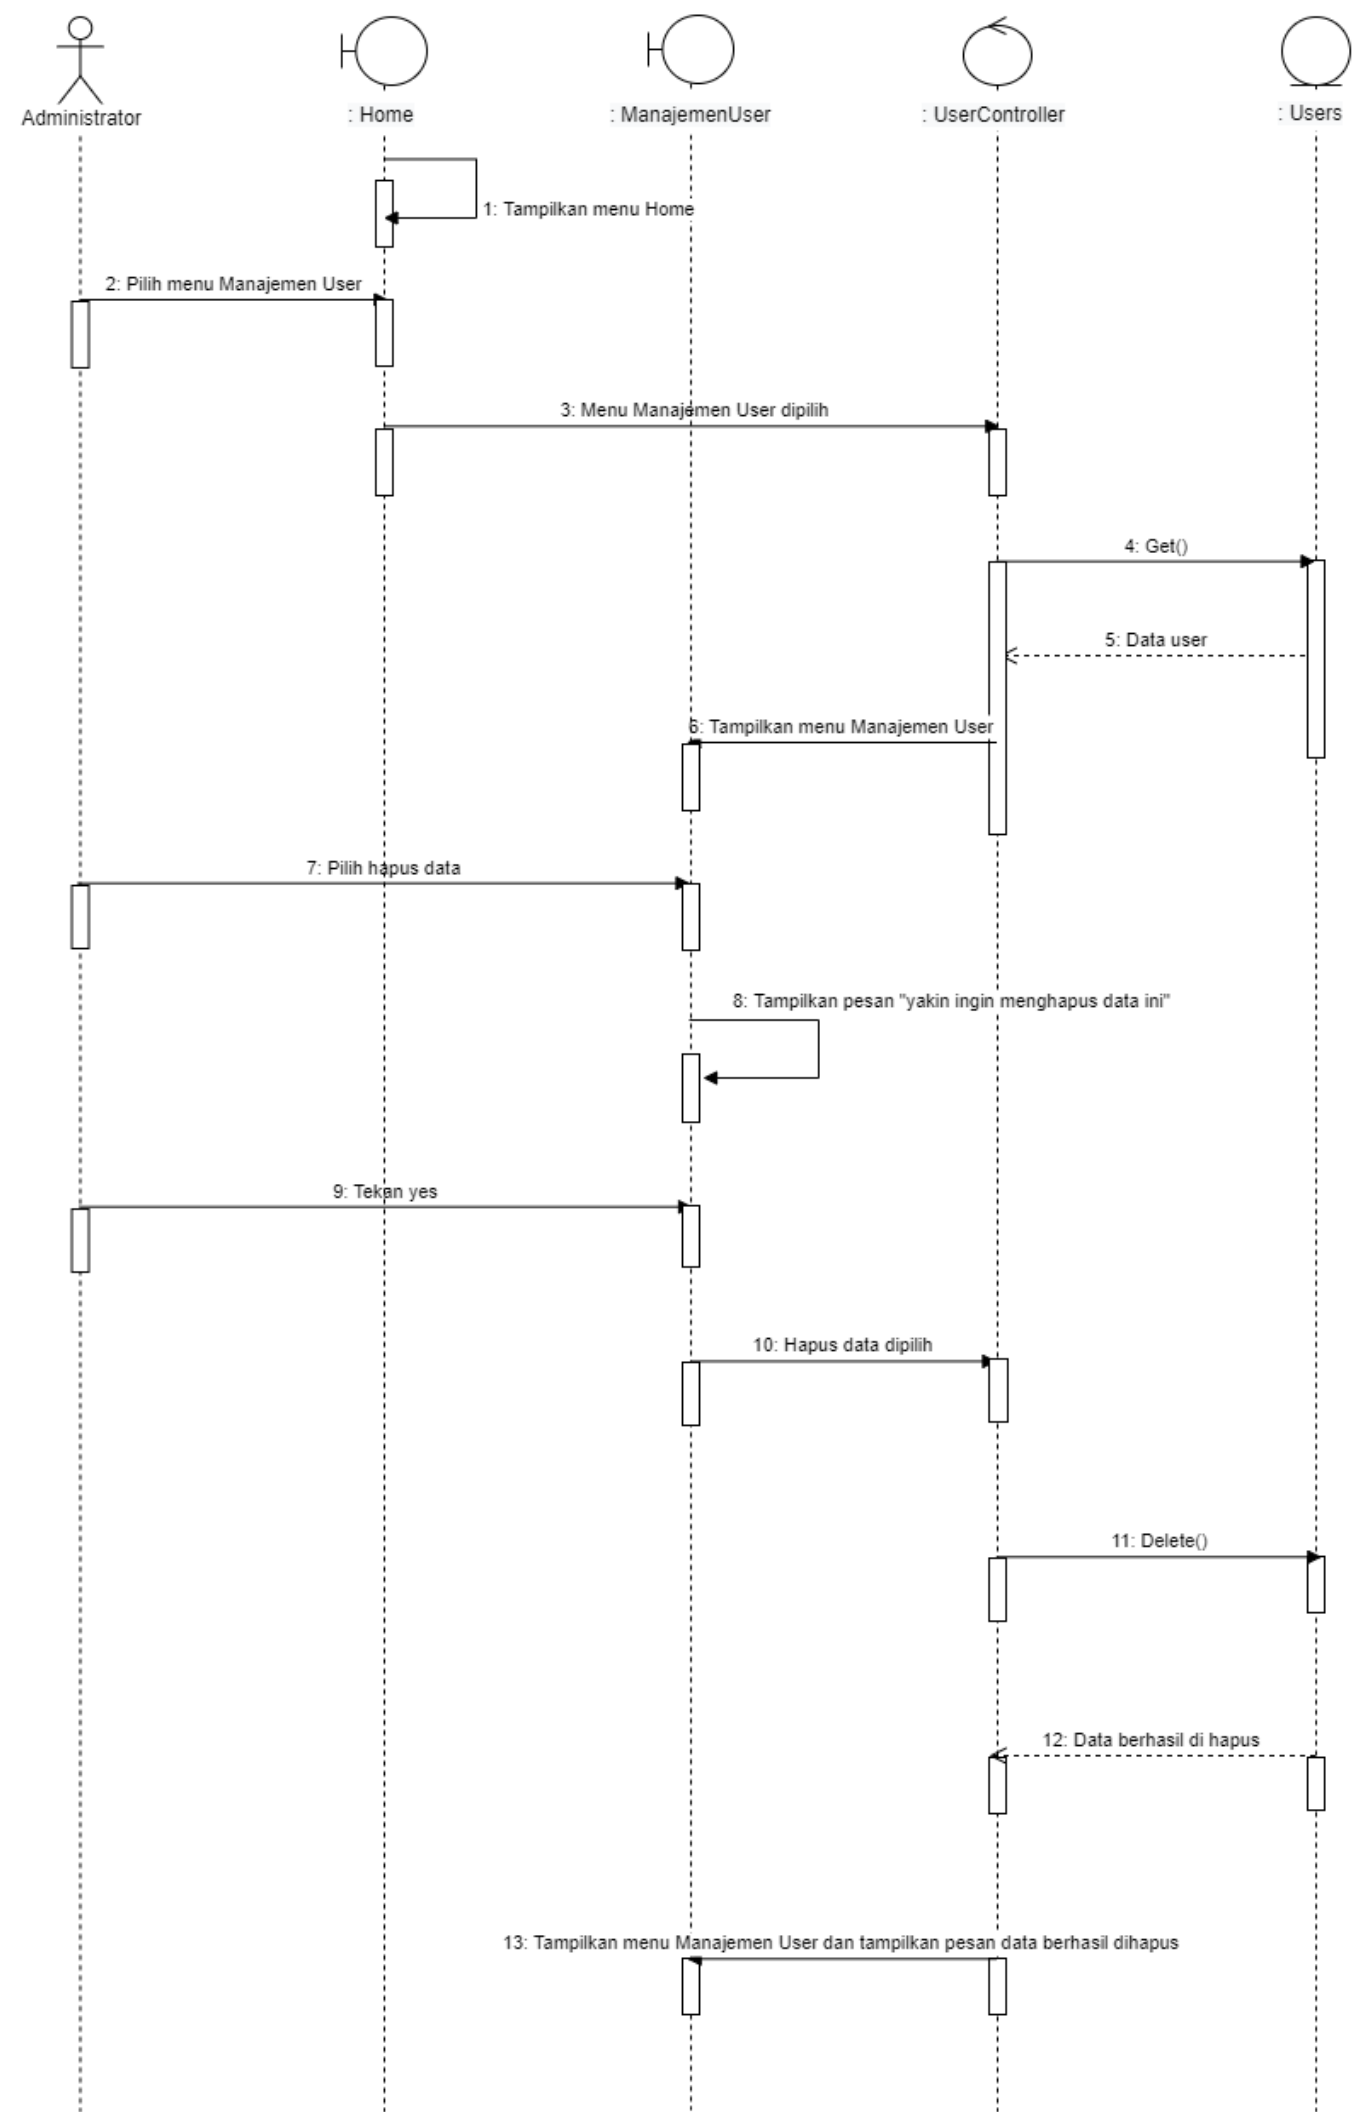 Administrator
: Home
: ManajemenUser
: UserController
: Users
1: Tampilkan menu Home
2: Pilih menu Manajemen User
3: Menu Manajemen User dipilih
4: Get()
5: Data user
6: Tampilkan menu Manajemen User
7: Pilih hapus data
8: Tampilkan pesan "yakin ingin menghapus data ini"
9: Tekan yes
10: Hapus data dipilih
11: Delete()
12: Data berhasil di hapus
13: Tampilkan menu Manajemen User dan tampilkan pesan data berhasil dihapus